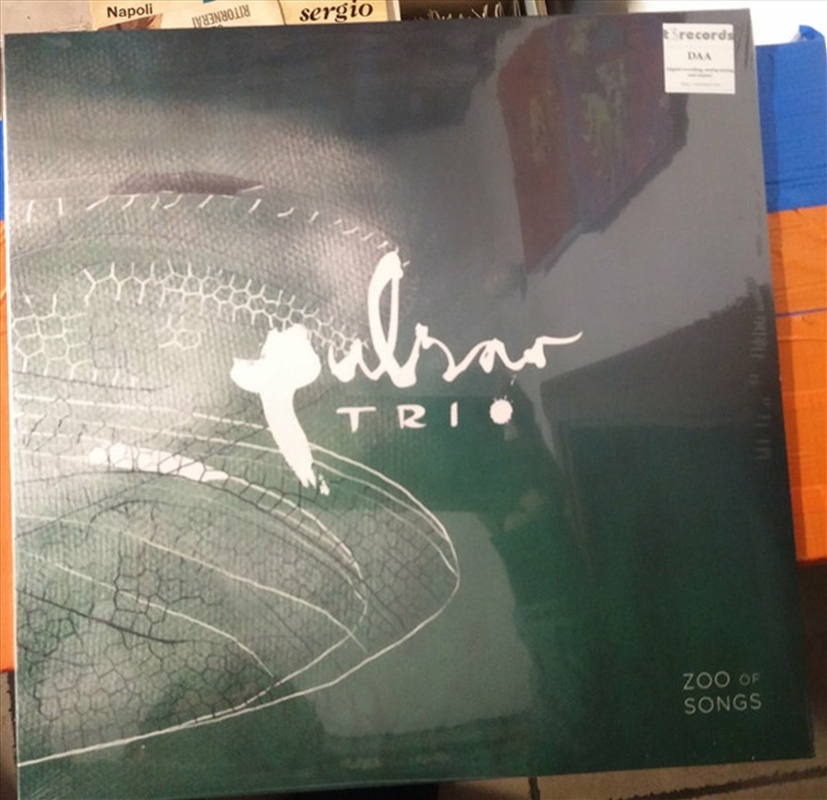 Napoli
RITORNERAI
sergio
t3records
DAA
pulsar
TRIO
ZOO OF
SONGS